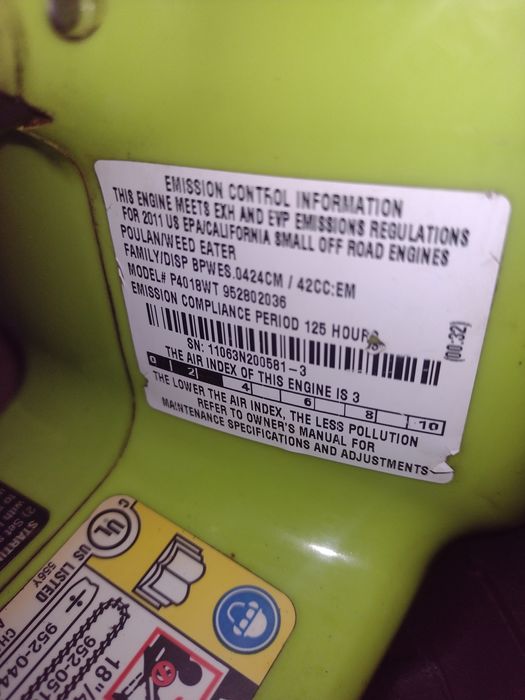 EMISSION CONTROL INFORMATION
THIS ENGINE MEETS EXH AND EVP EMISSIONS REGULATIONS
FOR 2011 US EPA/CALIFORNIA SMALL OFF ROAD ENGINES
POULAN/WEED EATER
FAMILY/DISP BPWES.0424CM / 42CC:EM
MODEL# P4018WT 952802036
EMISSION COMPLIANCE PERIOD 125 HOURS
(00:32)
SN: 11063N200581-3
THE AIR INDEX OF THIS ENGINE IS 3
0 2 4 6 8 10
THE LOWER THE AIR INDEX, THE LESS POLLUTION
REFER TO OWNER'S MANUAL FOR
MAINTENANCE SPECIFICATIONS AND ADJUSTMENTS
C UL US LISTED
556Y
952-044
952-05
18"/
STARTIN